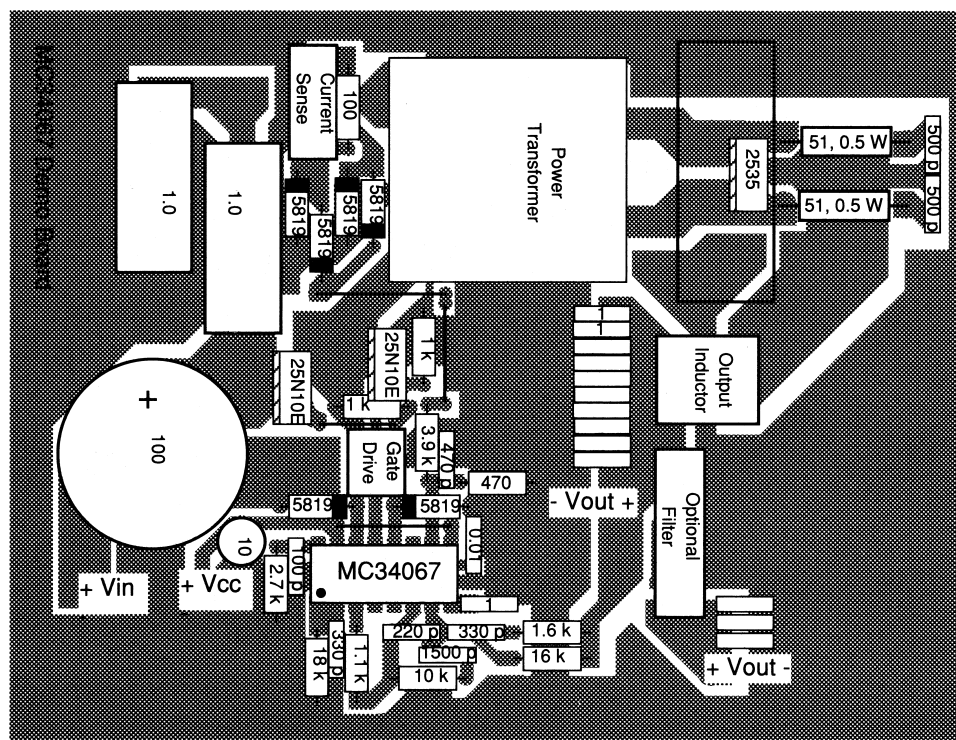 MC34067 Demo Board
1.0
1.0
Current
Sense
100
5819
5819
5819
5819
Power
Transformer
2535
51, 0.5 W
51, 0.5 W
500 p
500 p
25N10E
25N10E
1 k
1 k
1
1
Output
Inductor
+
100
Gate
Drive
3.9 k
470 p
470
- Vout +
Optional
Filter
5819
5819
10
0.01
100 p
2.7 k
MC34067
+ Vin
+ Vcc
1
220 p
330 p
1.6 k
18 k
330 p
1.1 k
1500 p
16 k
10 k
+ Vout -